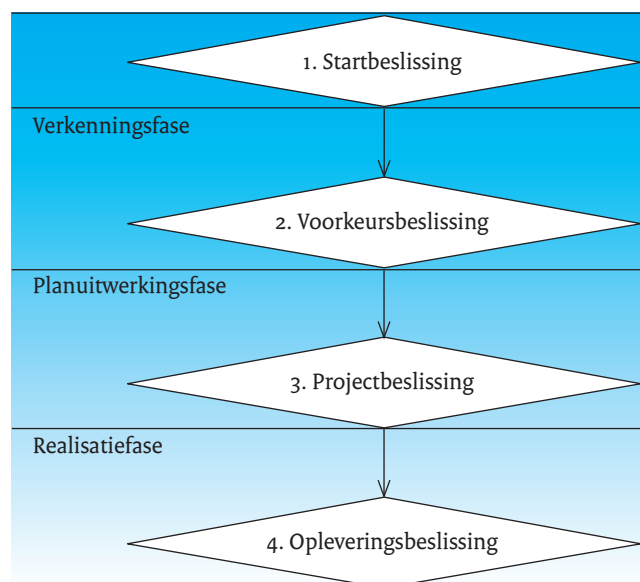 1. Startbeslissing
Verkenningsfase
2. Voorkeursbeslissing
Planuitwerkingsfase
3. Projectbeslissing
Realisatiefase
4. Opleveringsbeslissing